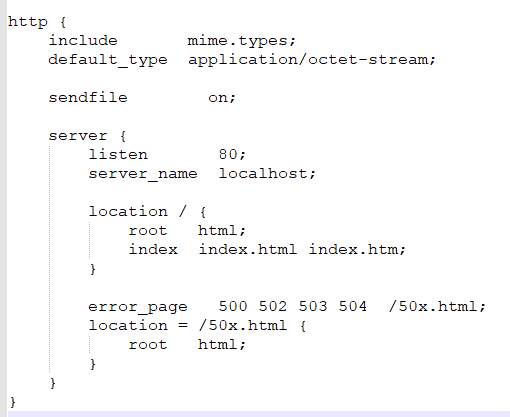 http {
    include       mime.types;
    default_type  application/octet-stream;

    sendfile        on;

    server {
        listen       80;
        server_name  localhost;

        location / {
            root   html;
            index  index.html index.htm;
        }

        error_page   500 502 503 504  /50x.html;
        location = /50x.html {
            root   html;
        }
    }
}